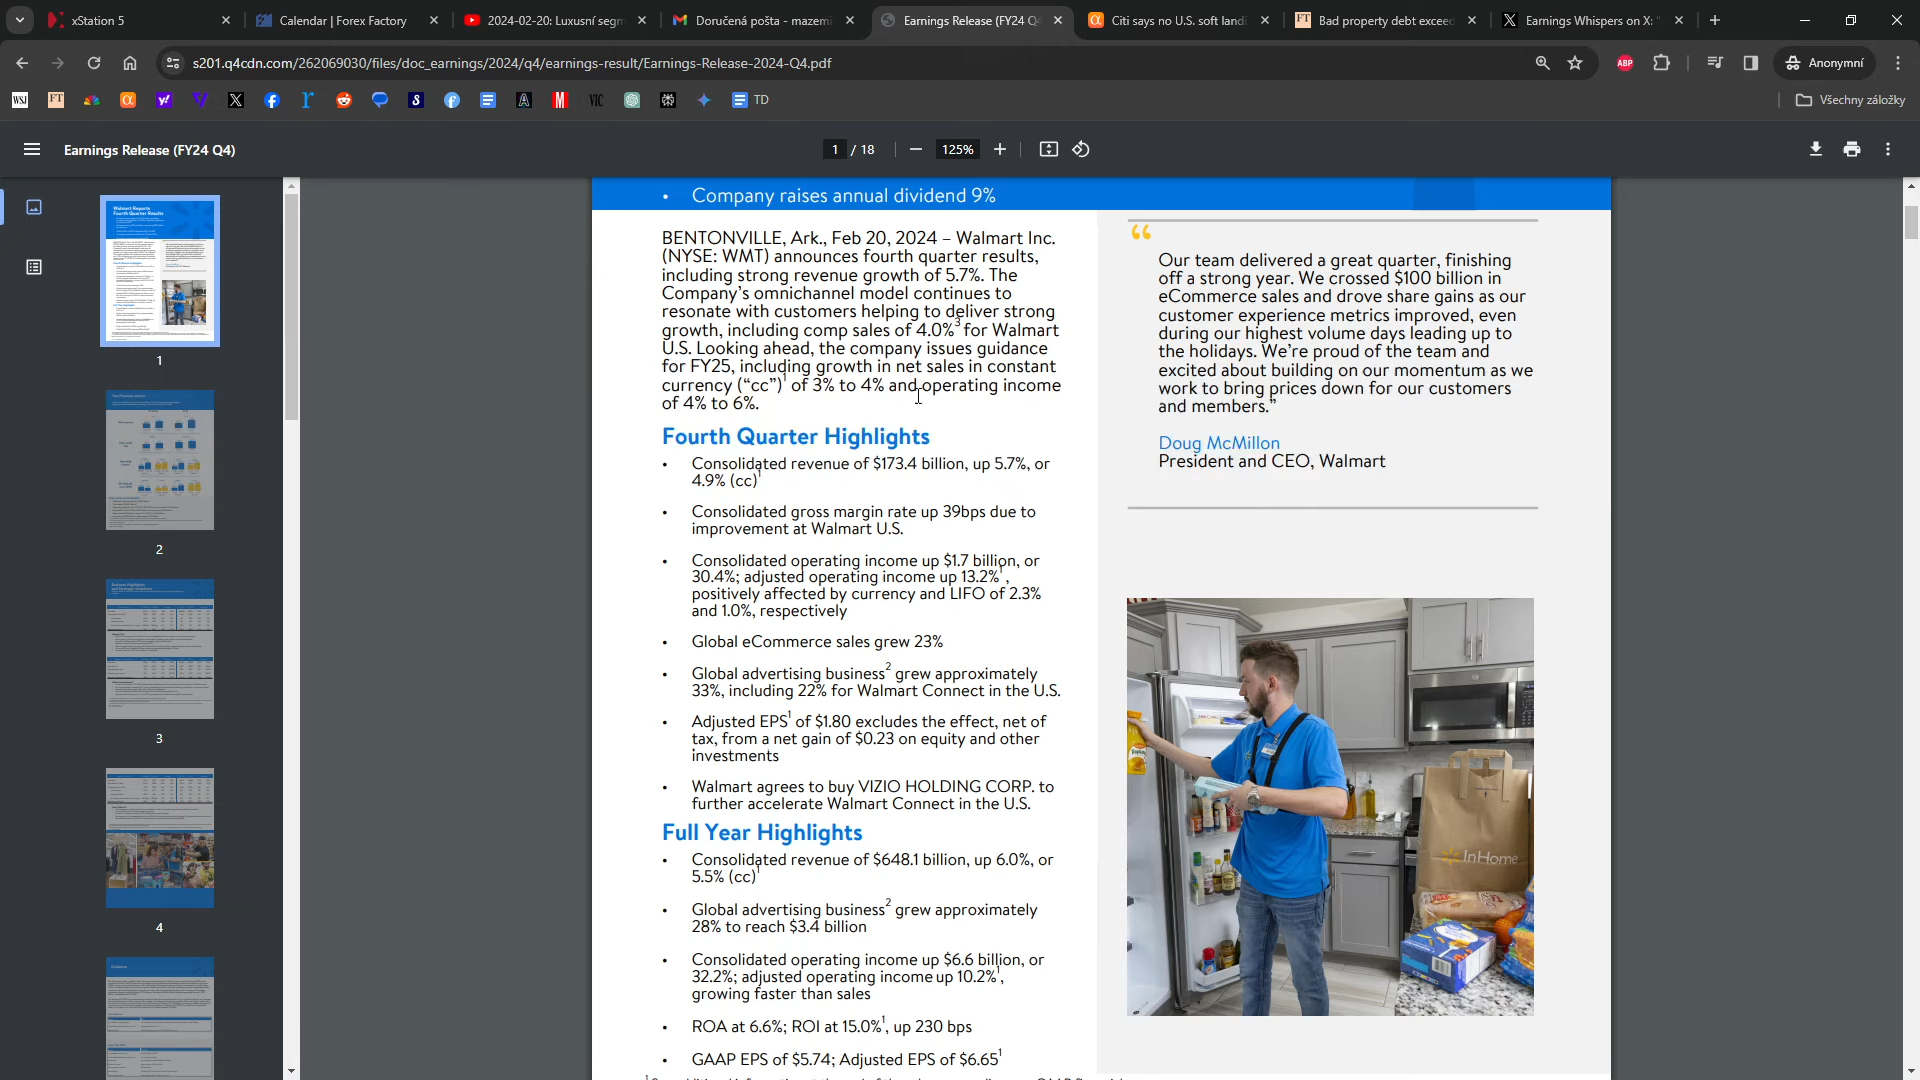 xStation 5
Calendar | Forex Factory
2024-02-20: Luxusní segm
Doručená pošta - mazemi
Earnings Release (FY24 Q
Citi says no U.S. soft landi
Bad property debt exceed
Earnings Whispers on X: "
s201.q4cdn.com/262069030/files/doc_earnings/2024/q4/earnings-result/Earnings-Release-2024-Q4.pdf
ABP
Anonymní
WSJ
FT
TD
Všechny záložky
Earnings Release (FY24 Q4)
1 / 18
125%
1
2
3
4
• Company raises annual dividend 9%
BENTONVILLE, Ark., Feb 20, 2024 – Walmart Inc.
(NYSE: WMT) announces fourth quarter results,
including strong revenue growth of 5.7%. The
Company's omnichannel model continues to
resonate with customers helping to deliver strong
growth, including comp sales of 4.0%³ for Walmart
U.S. Looking ahead, the company issues guidance
for FY25, including growth in net sales in constant
currency (“cc”)¹ of 3% to 4% and operating income
of 4% to 6%.
Fourth Quarter Highlights
• Consolidated revenue of $173.4 billion, up 5.7%, or
4.9% (cc)¹
• Consolidated gross margin rate up 39bps due to
improvement at Walmart U.S.
• Consolidated operating income up $1.7 billion, or
30.4%; adjusted operating income up 13.2%¹,
positively affected by currency and LIFO of 2.3%
and 1.0%, respectively
• Global eCommerce sales grew 23%
• Global advertising business² grew approximately
33%, including 22% for Walmart Connect in the U.S.
• Adjusted EPS¹ of $1.80 excludes the effect, net of
tax, from a net gain of $0.23 on equity and other
investments
• Walmart agrees to buy VIZIO HOLDING CORP. to
further accelerate Walmart Connect in the U.S.
Full Year Highlights
• Consolidated revenue of $648.1 billion, up 6.0%, or
5.5% (cc)¹
• Global advertising business² grew approximately
28% to reach $3.4 billion
• Consolidated operating income up $6.6 billion, or
32.2%; adjusted operating income up 10.2%¹,
growing faster than sales
• ROA at 6.6%; ROI at 15.0%¹, up 230 bps
• GAAP EPS of $5.74; Adjusted EPS of $6.65¹
“
Our team delivered a great quarter, finishing
off a strong year. We crossed $100 billion in
eCommerce sales and drove share gains as our
customer experience metrics improved, even
during our highest volume days leading up to
the holidays. We’re proud of the team and
excited about building on our momentum as we
work to bring prices down for our customers
and members.”
Doug McMillon
President and CEO, Walmart
InHome